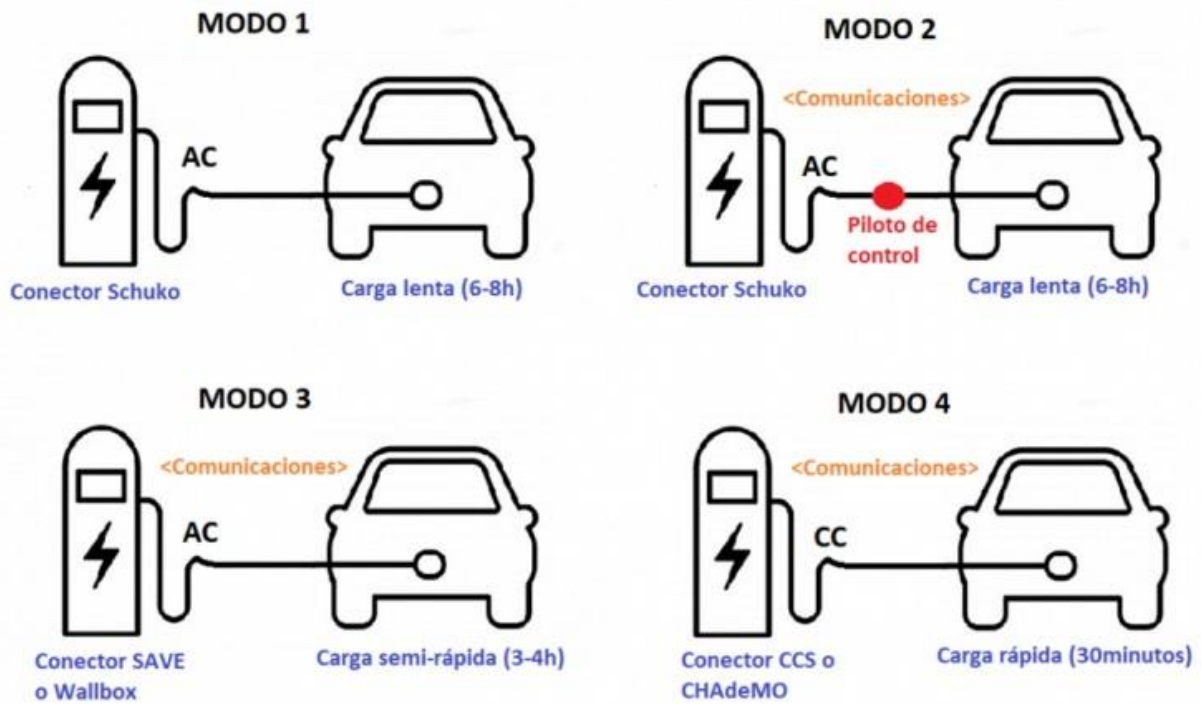 MODO 1
AC
Conector Schuko
Carga lenta (6-8h)
MODO 2
<Comunicaciones>
AC
Piloto de
control
Conector Schuko
Carga lenta (6-8h)
MODO 3
<Comunicaciones>
AC
Conector SAVE
o Wallbox
Carga semi-rápida (3-4h)
MODO 4
<Comunicaciones>
CC
Conector CCS o
CHAdeMO
Carga rápida (30minutos)